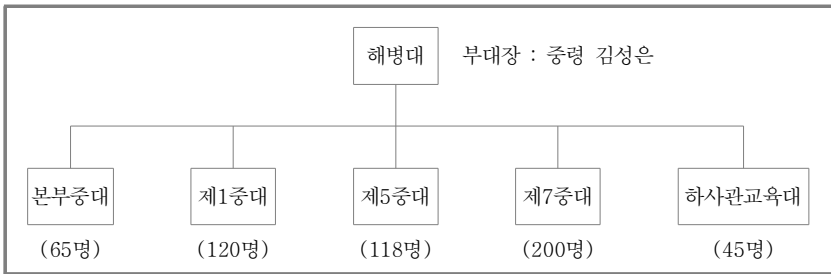 해병대 부대장 : 중령 김성은
본부중대 제1중대 제5중대 제7중대 하사관교육대
(65명) (120명) (118명) (200명) (45명)